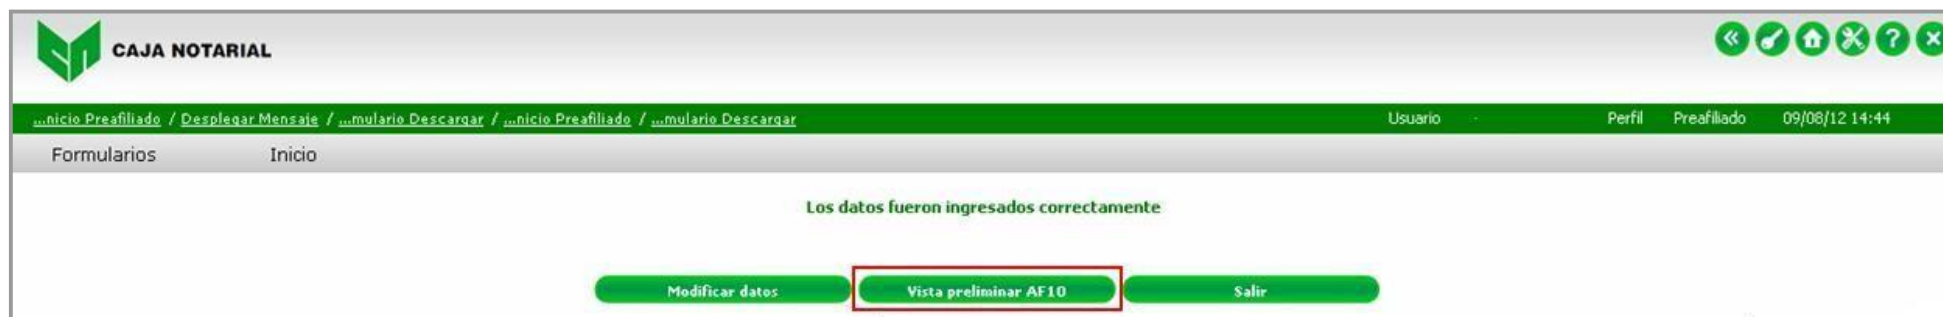 CAJA NOTARIAL
...nicio Preafiliado / Desplegar Mensaje / ...mulario Descargar / ...nicio Preafiliado / ...mulario Descargar Usuario - Perfil Preafiliado 09/08/12 14:44
Formularios Inicio
Los datos fueron ingresados correctamente
Modificar datos Vista preliminar AF10 Salir